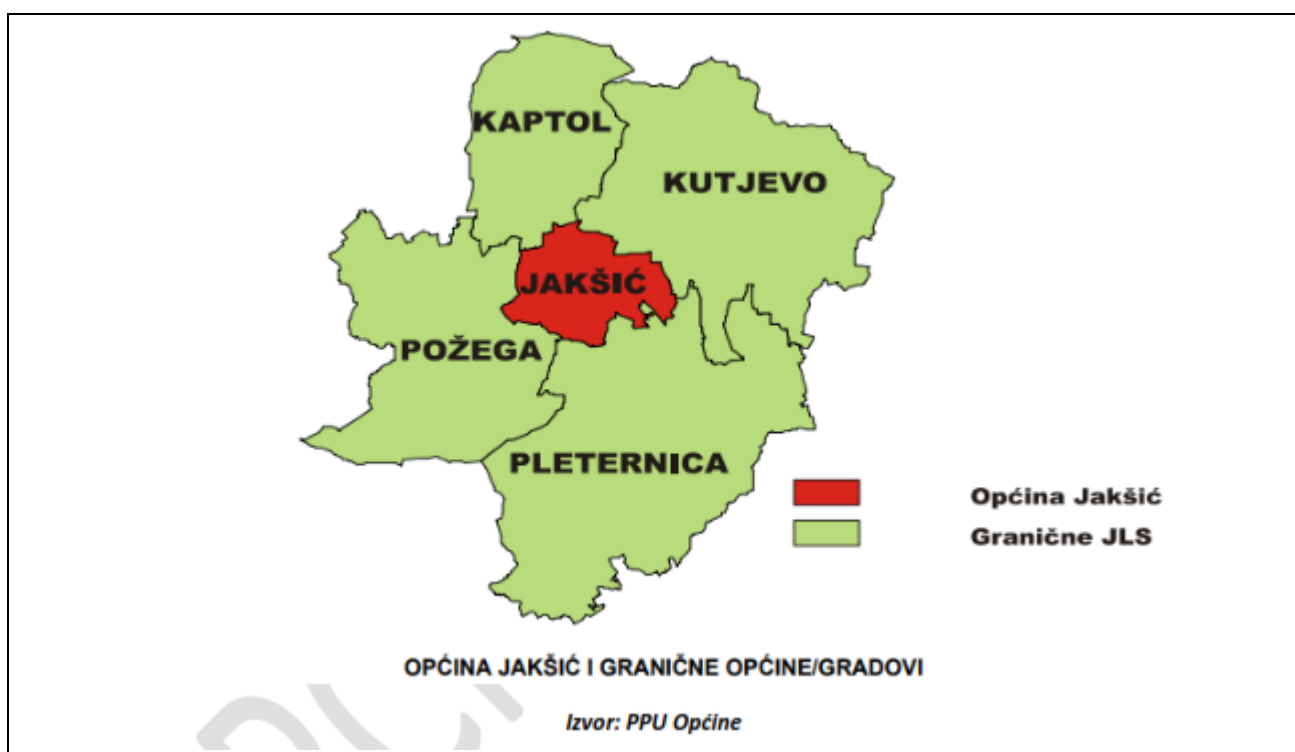 KAPTOL
KUTJEVO
JAKŠIĆ
POŽEGA
PLETERNICA
Općina Jakšić
Granične JLS
OPĆINA JAKŠIĆ I GRANIČNE OPĆINE/GRADOVI
Izvor: PPU Općine